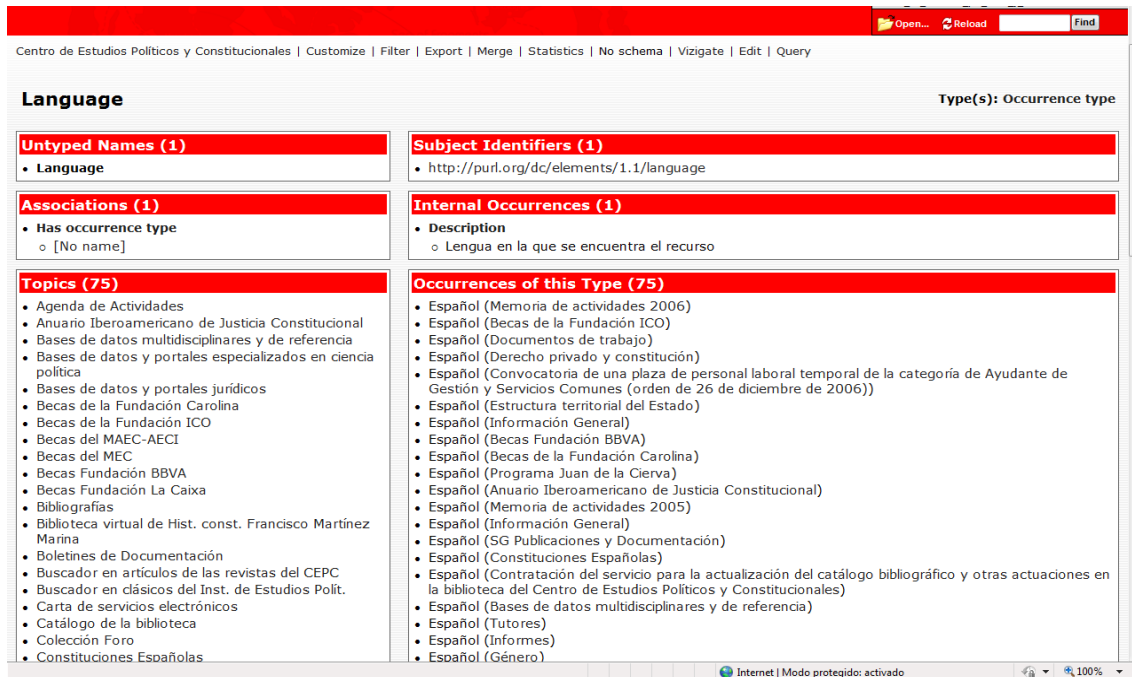 Open... Reload Find
Centro de Estudios Políticos y Constitucionales | Customize | Filter | Export | Merge | Statistics | No schema | Vizigate | Edit | Query
Language
Type(s): Occurrence type
Untyped Names (1)
• Language
Subject Identifiers (1)
• http://purl.org/dc/elements/1.1/language
Associations (1)
• Has occurrence type
○ [No name]
Internal Occurrences (1)
• Description
○ Lengua en la que se encuentra el recurso
Topics (75)
• Agenda de Actividades
• Anuario Iberoamericano de Justicia Constitucional
• Bases de datos multidisciplinares y de referencia
• Bases de datos y portales especializados en ciencia
política
• Bases de datos y portales jurídicos
• Becas de la Fundación Carolina
• Becas de la Fundación ICO
• Becas del MAEC-AECI
• Becas del MEC
• Becas Fundación BBVA
• Becas Fundación La Caixa
• Bibliografías
• Biblioteca virtual de Hist. const. Francisco Martínez
Marina
• Boletines de Documentación
• Buscador en artículos de las revistas del CEPC
• Buscador en clásicos del Inst. de Estudios Polít.
• Carta de servicios electrónicos
• Catálogo de la biblioteca
• Colección Foro
• Constituciones Españolas
Occurrences of this Type (75)
• Español (Memoria de actividades 2006)
• Español (Becas de la Fundación ICO)
• Español (Documentos de trabajo)
• Español (Derecho privado y constitución)
• Español (Convocatoria de una plaza de personal laboral temporal de la categoría de Ayudante de
Gestión y Servicios Comunes (orden de 26 de diciembre de 2006))
• Español (Estructura territorial del Estado)
• Español (Información General)
• Español (Becas Fundación BBVA)
• Español (Becas de la Fundación Carolina)
• Español (Programa Juan de la Cierva)
• Español (Anuario Iberoamericano de Justicia Constitucional)
• Español (Memoria de actividades 2005)
• Español (Información General)
• Español (SG Publicaciones y Documentación)
• Español (Constituciones Españolas)
• Español (Contratación del servicio para la actualización del catálogo bibliográfico y otras actuaciones en
la biblioteca del Centro de Estudios Políticos y Constitucionales)
• Español (Bases de datos multidisciplinares y de referencia)
• Español (Tutores)
• Español (Informes)
• Español (Género)
Internet | Modo protegido: activado 100%